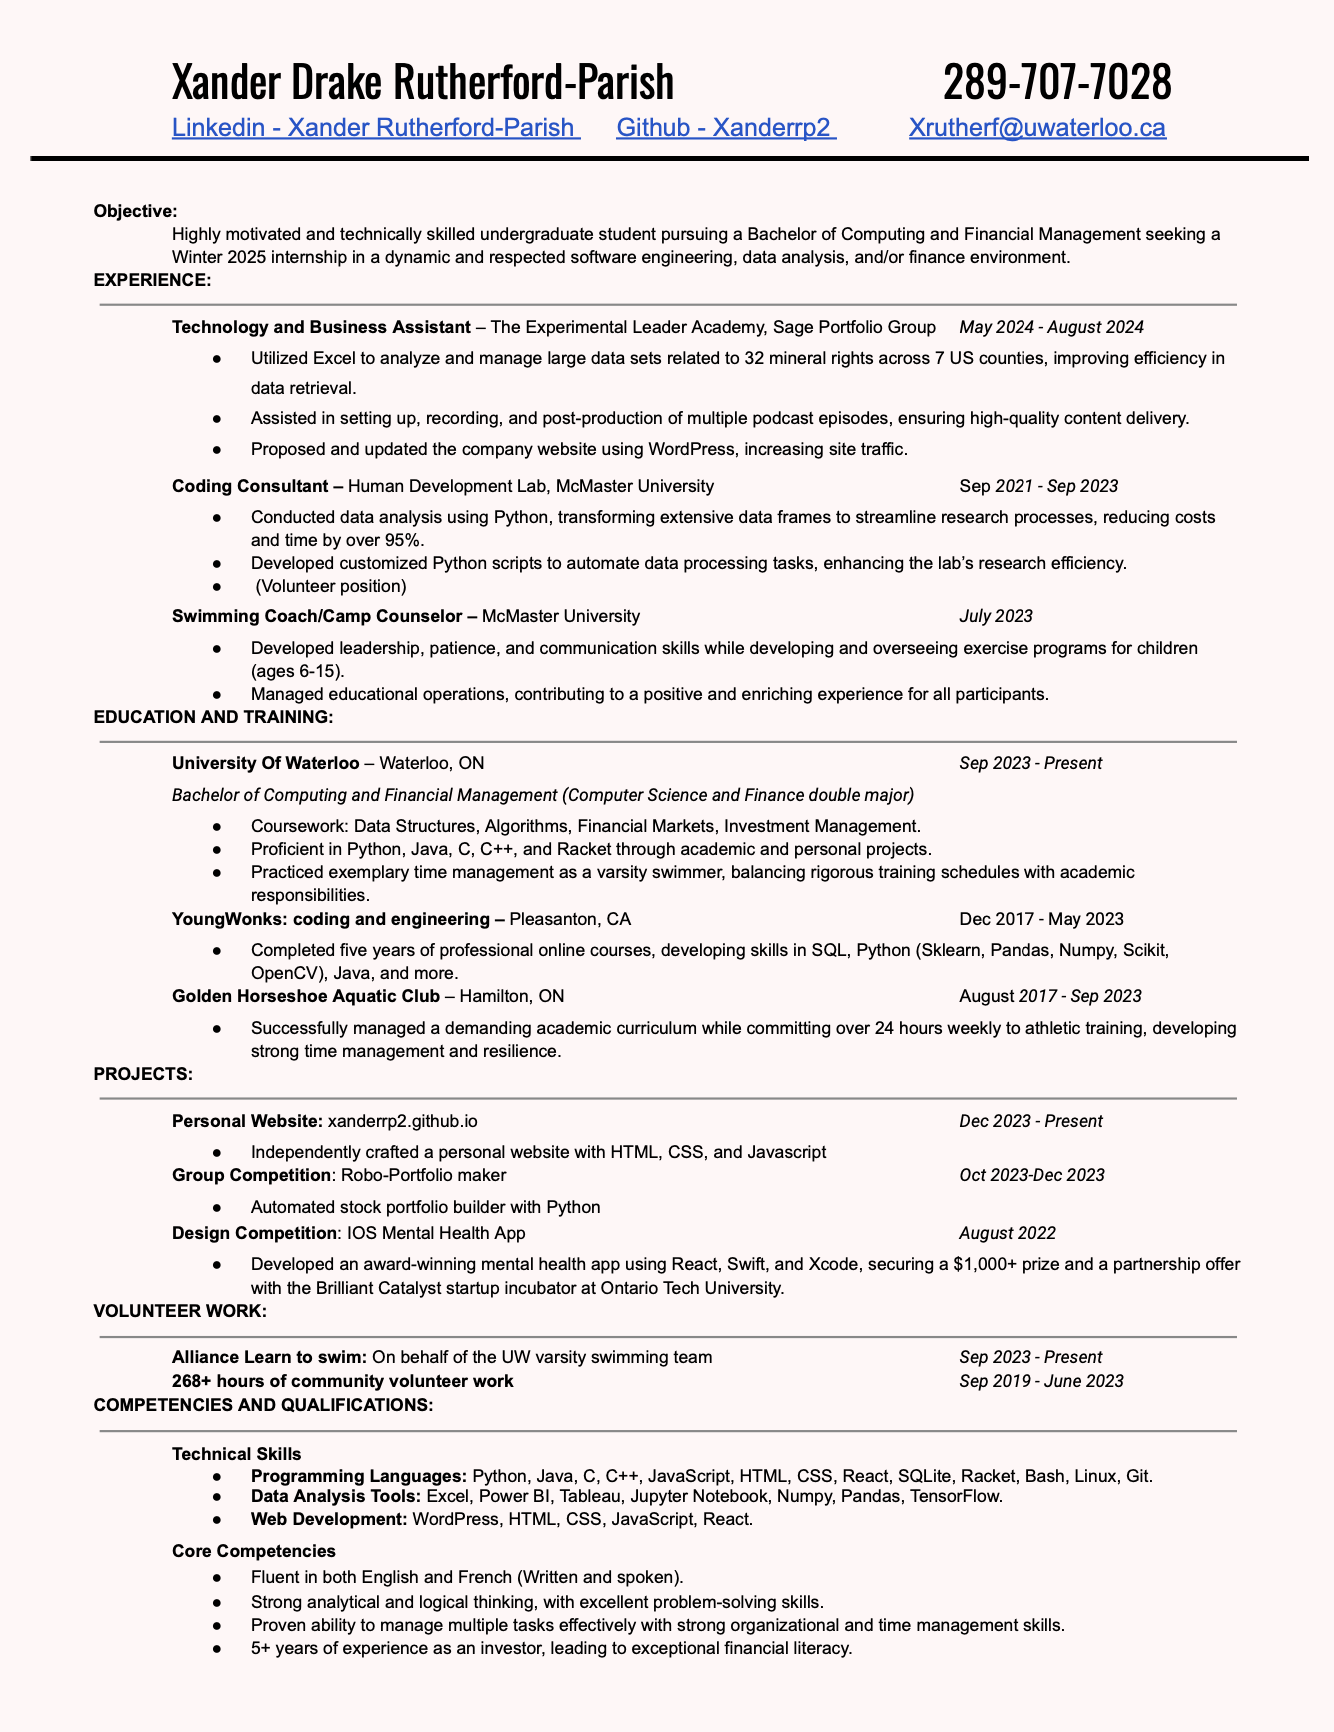 Xander Drake Rutherford-Parish 289-707-7028
Linkedin - Xander Rutherford-Parish Github - Xanderrp2 Xrutherf@uwaterloo.ca
Objective:
Highly motivated and technically skilled undergraduate student pursuing a Bachelor of Computing and Financial Management seeking a
Winter 2025 internship in a dynamic and respected software engineering, data analysis, and/or finance environment.
EXPERIENCE:
Technology and Business Assistant – The Experimental Leader Academy, Sage Portfolio Group May 2024 - August 2024
● Utilized Excel to analyze and manage large data sets related to 32 mineral rights across 7 US counties, improving efficiency in
data retrieval.
● Assisted in setting up, recording, and post-production of multiple podcast episodes, ensuring high-quality content delivery.
● Proposed and updated the company website using WordPress, increasing site traffic.
Coding Consultant – Human Development Lab, McMaster University Sep 2021 - Sep 2023
● Conducted data analysis using Python, transforming extensive data frames to streamline research processes, reducing costs
and time by over 95%.
● Developed customized Python scripts to automate data processing tasks, enhancing the lab’s research efficiency.
● (Volunteer position)
Swimming Coach/Camp Counselor – McMaster University July 2023
● Developed leadership, patience, and communication skills while developing and overseeing exercise programs for children
(ages 6-15).
● Managed educational operations, contributing to a positive and enriching experience for all participants.
EDUCATION AND TRAINING:
University Of Waterloo – Waterloo, ON Sep 2023 - Present
Bachelor of Computing and Financial Management (Computer Science and Finance double major)
● Coursework: Data Structures, Algorithms, Financial Markets, Investment Management.
● Proficient in Python, Java, C, C++, and Racket through academic and personal projects.
● Practiced exemplary time management as a varsity swimmer, balancing rigorous training schedules with academic
responsibilities.
YoungWonks: coding and engineering – Pleasanton, CA Dec 2017 - May 2023
● Completed five years of professional online courses, developing skills in SQL, Python (Sklearn, Pandas, Numpy, Scikit,
OpenCV), Java, and more.
Golden Horseshoe Aquatic Club – Hamilton, ON August 2017 - Sep 2023
● Successfully managed a demanding academic curriculum while committing over 24 hours weekly to athletic training, developing
strong time management and resilience.
PROJECTS:
Personal Website: xanderrp2.github.io Dec 2023 - Present
● Independently crafted a personal website with HTML, CSS, and Javascript
Group Competition: Robo-Portfolio maker Oct 2023-Dec 2023
● Automated stock portfolio builder with Python
Design Competition: IOS Mental Health App August 2022
● Developed an award-winning mental health app using React, Swift, and Xcode, securing a $1,000+ prize and a partnership offer
with the Brilliant Catalyst startup incubator at Ontario Tech University.
VOLUNTEER WORK:
Alliance Learn to swim: On behalf of the UW varsity swimming team Sep 2023 - Present
268+ hours of community volunteer work Sep 2019 - June 2023
COMPETENCIES AND QUALIFICATIONS:
Technical Skills
● Programming Languages: Python, Java, C, C++, JavaScript, HTML, CSS, React, SQLite, Racket, Bash, Linux, Git.
● Data Analysis Tools: Excel, Power BI, Tableau, Jupyter Notebook, Numpy, Pandas, TensorFlow.
● Web Development: WordPress, HTML, CSS, JavaScript, React.
Core Competencies
● Fluent in both English and French (Written and spoken).
● Strong analytical and logical thinking, with excellent problem-solving skills.
● Proven ability to manage multiple tasks effectively with strong organizational and time management skills.
● 5+ years of experience as an investor, leading to exceptional financial literacy.